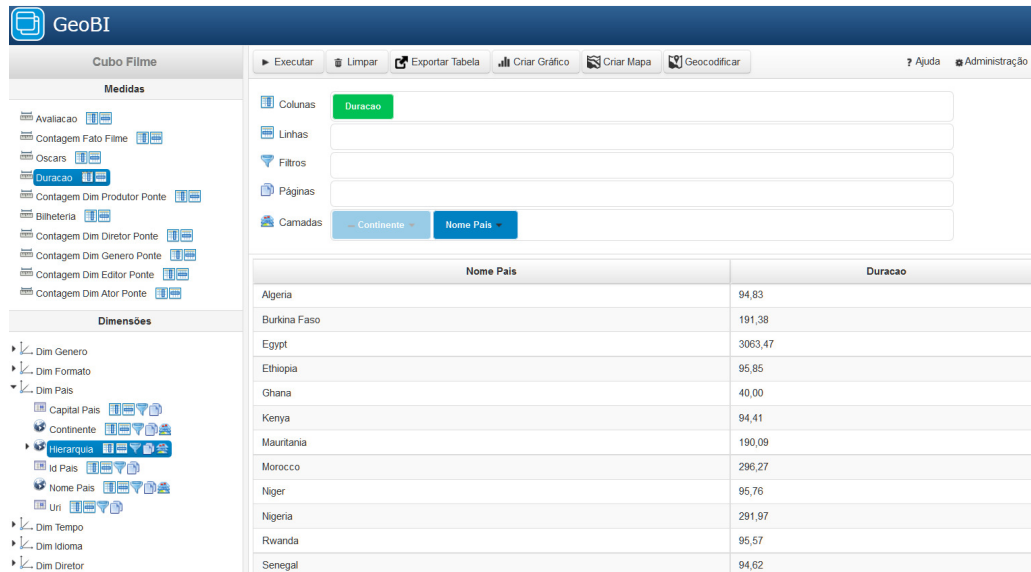 GeoBI
Cubo Filme
Medidas
Avaliacao
Contagem Fato Filme
Oscars
Duracao
Contagem Dim Produtor Ponte
Bilheteria
Contagem Dim Diretor Ponte
Contagem Dim Genero Ponte
Contagem Dim Editor Ponte
Contagem Dim Ator Ponte
Dimensões
Dim Genero
Dim Formato
Dim Pais
Capital Pais
Continente
Hierarquia
Id Pais
Nome Pais
Uri
Dim Tempo
Dim Idioma
Dim Diretor
Executar Limpar Exportar Tabela Criar Gráfico Criar Mapa Geocodificar ? Ajuda Administração
Colunas Duracao
Linhas
Filtros
Páginas
Camadas Continente Nome Pais
Nome Pais Duracao
Algeria 94,83
Burkina Faso 191,38
Egypt 3063,47
Ethiopia 95,85
Ghana 40,00
Kenya 94,41
Mauritania 190,09
Morocco 296,27
Niger 95,76
Nigeria 291,97
Rwanda 95,57
Senegal 94,62